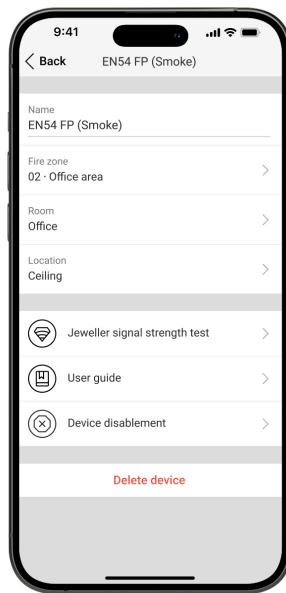 9:41
Back EN54 FP (Smoke)
Name
EN54 FP (Smoke)
Fire zone
02 · Office area
Room
Office
Location
Ceiling
Jeweller signal strength test
User guide
Device disablement
Delete device